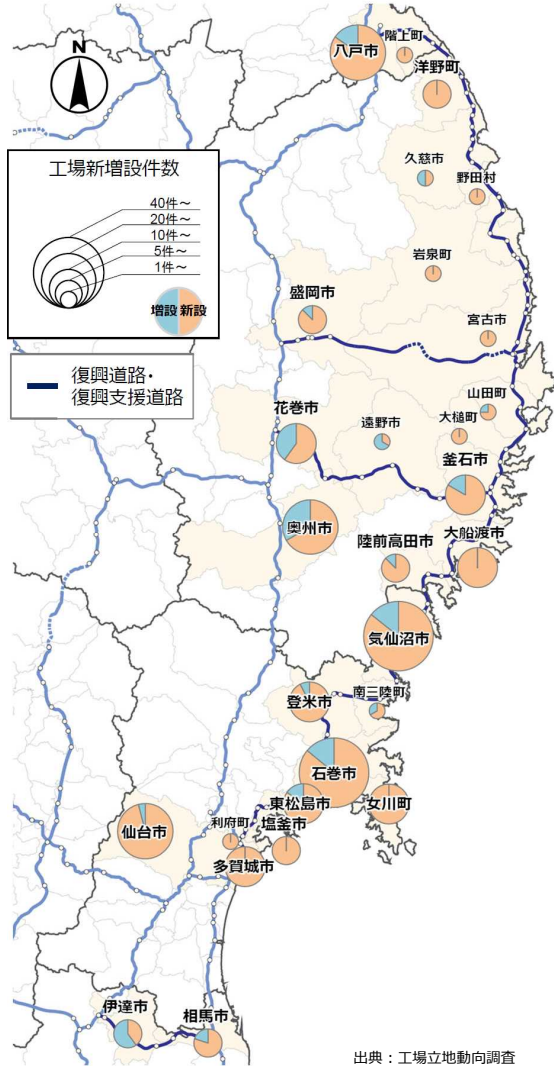 N
工場新増設件数
40件～
20件～
10件～
5件～
1件～
増設
新設
復興道路・
復興支援道路
階上町
八戸市
洋野町
久慈市
野田村
岩泉町
盛岡市
宮古市
山田町
花巻市
遠野市
大槌町
釜石市
奥州市
陸前高田市
大船渡市
気仙沼市
登米市
南三陸町
石巻市
東松島市
女川町
仙台市
利府町
塩釜市
多賀城市
伊達市
相馬市
出典：工場立地動向調査